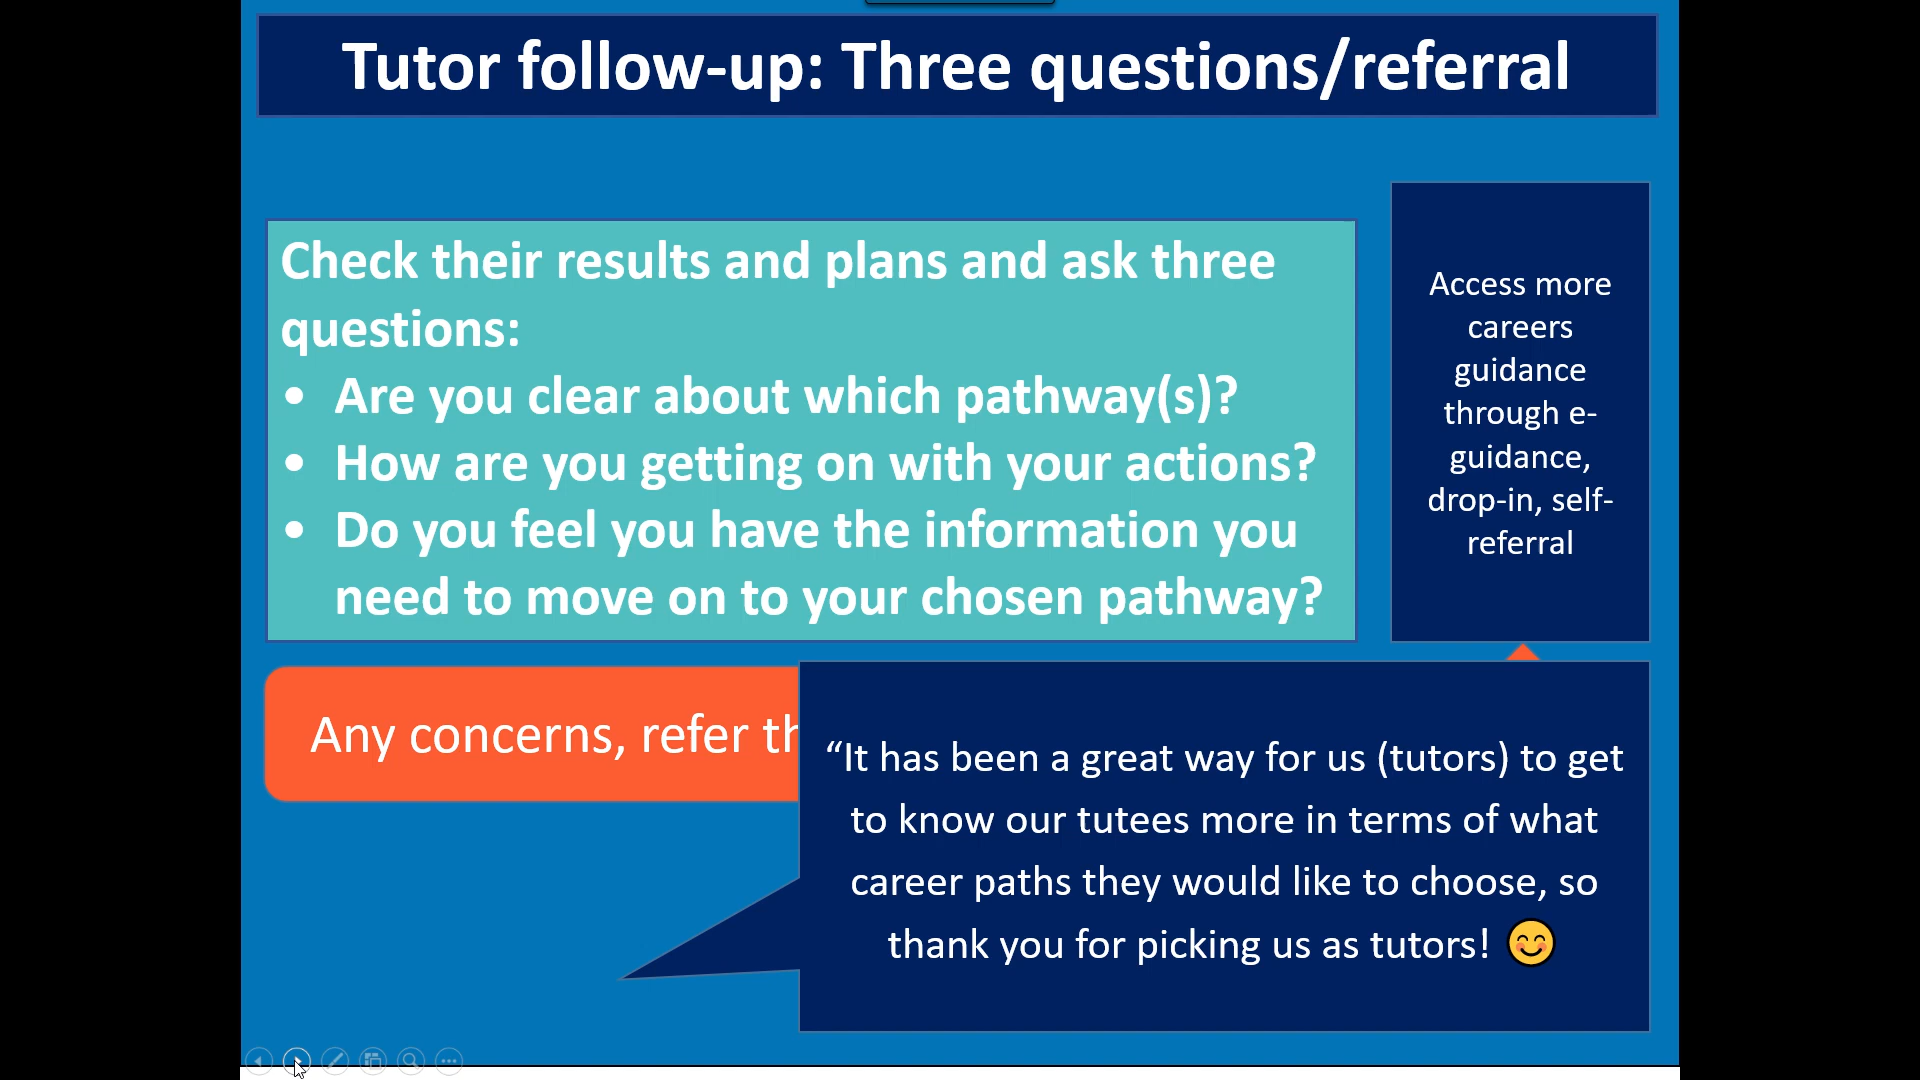 Tutor follow-up: Three questions/referral
Check their results and plans and ask three
questions:
• Are you clear about which pathway(s)?
• How are you getting on with your actions?
• Do you feel you have the information you
need to move on to your chosen pathway?
Access more
careers
guidance
through e-
guidance,
drop-in, self-
referral
Any concerns, refer
“It has been a great way for us (tutors) to get
to know our tutees more in terms of what
career paths they would like to choose, so
thank you for picking us as tutors! 😊